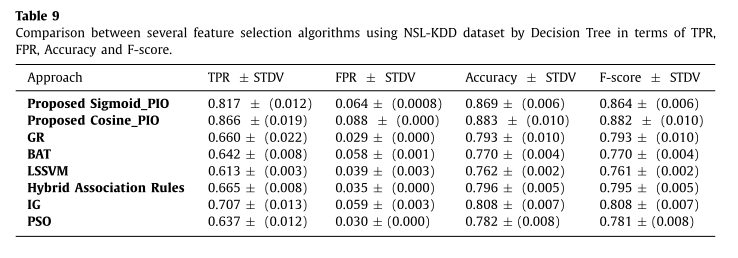 Table 9
Comparison between several feature selection algorithms using NSL-KDD dataset by Decision Tree in terms of TPR,
FPR, Accuracy and F-score.
Approach TPR ± STDV FPR ± STDV Accuracy ± STDV F-score ± STDV
Proposed Sigmoid_PIO 0.817 ± (0.012) 0.064 ± (0.0008) 0.869 ± (0.006) 0.864 ± (0.006)
Proposed Cosine_PIO 0.866 ± (0.019) 0.088 ± (0.000) 0.883 ± (0.010) 0.882 ± (0.010)
GR 0.660 ± (0.022) 0.029 ± (0.000) 0.793 ± (0.010) 0.793 ± (0.010)
BAT 0.642 ± (0.008) 0.058 ± (0.001) 0.770 ± (0.004) 0.770 ± (0.004)
LSSVM 0.613 ± (0.003) 0.039 ± (0.003) 0.762 ± (0.002) 0.761 ± (0.002)
Hybrid Association Rules 0.665 ± (0.008) 0.035 ± (0.000) 0.796 ± (0.005) 0.795 ± (0.005)
IG 0.707 ± (0.013) 0.059 ± (0.003) 0.808 ± (0.007) 0.808 ± (0.007)
PSO 0.637 ± (0.012) 0.030 ± (0.000) 0.782 ± (0.008) 0.781 ± (0.008)